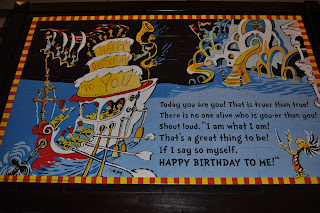 HAPPY
BIRTHDAY
TO YOU
Today you are you! That is truer than true!
There is no one alive who is you-er than you!
Shout loud, "I am what I am!
That's a great thing to be!
If I say so myself,
HAPPY BIRTHDAY TO ME!"